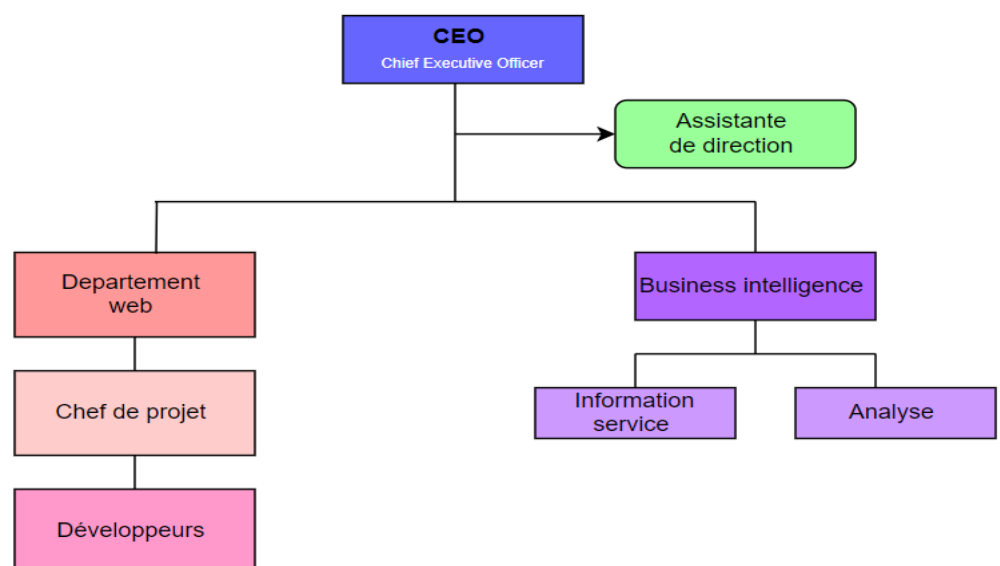 CEO
Chief Executive Officer
Assistante
de direction
Departement
web
Business intelligence
Chef de projet
Information
service
Analyse
Développeurs